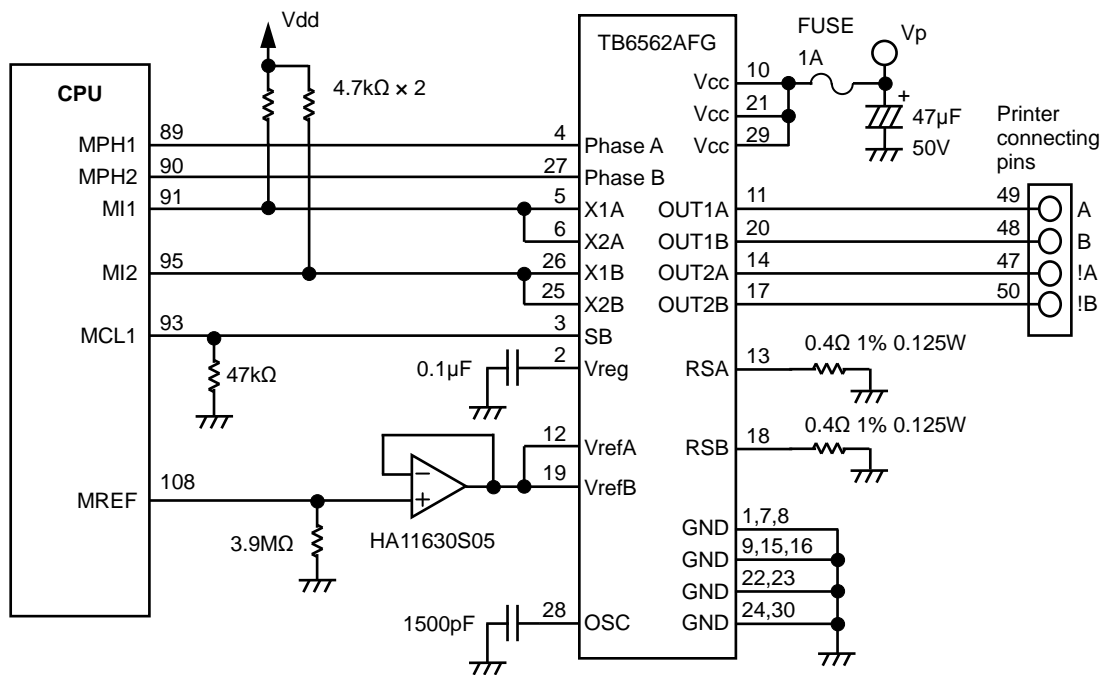 Vdd
TB6562AFG
FUSE
1A
Vp
CPU
4.7kΩ × 2
Vcc 10
Vcc 21
Vcc 29
+
47µF
50V
Printer
connecting
pins
MPH1 89 4 Phase A
MPH2 90 27 Phase B
MI1 91 5 X1A OUT1A 11 49 A
6 X2A OUT1B 20 48 B
MI2 95 26 X1B OUT2A 14 47 !A
25 X2B OUT2B 17 50 !B
MCL1 93 3 SB
47kΩ
0.1µF 2 Vreg RSA 13 0.4Ω 1% 0.125W
12 VrefA RSB 18 0.4Ω 1% 0.125W
19 VrefB
MREF 108
−
+
3.9MΩ
HA11630S05
GND 1,7,8
GND 9,15,16
GND 22,23
GND 24,30
1500pF 28 OSC